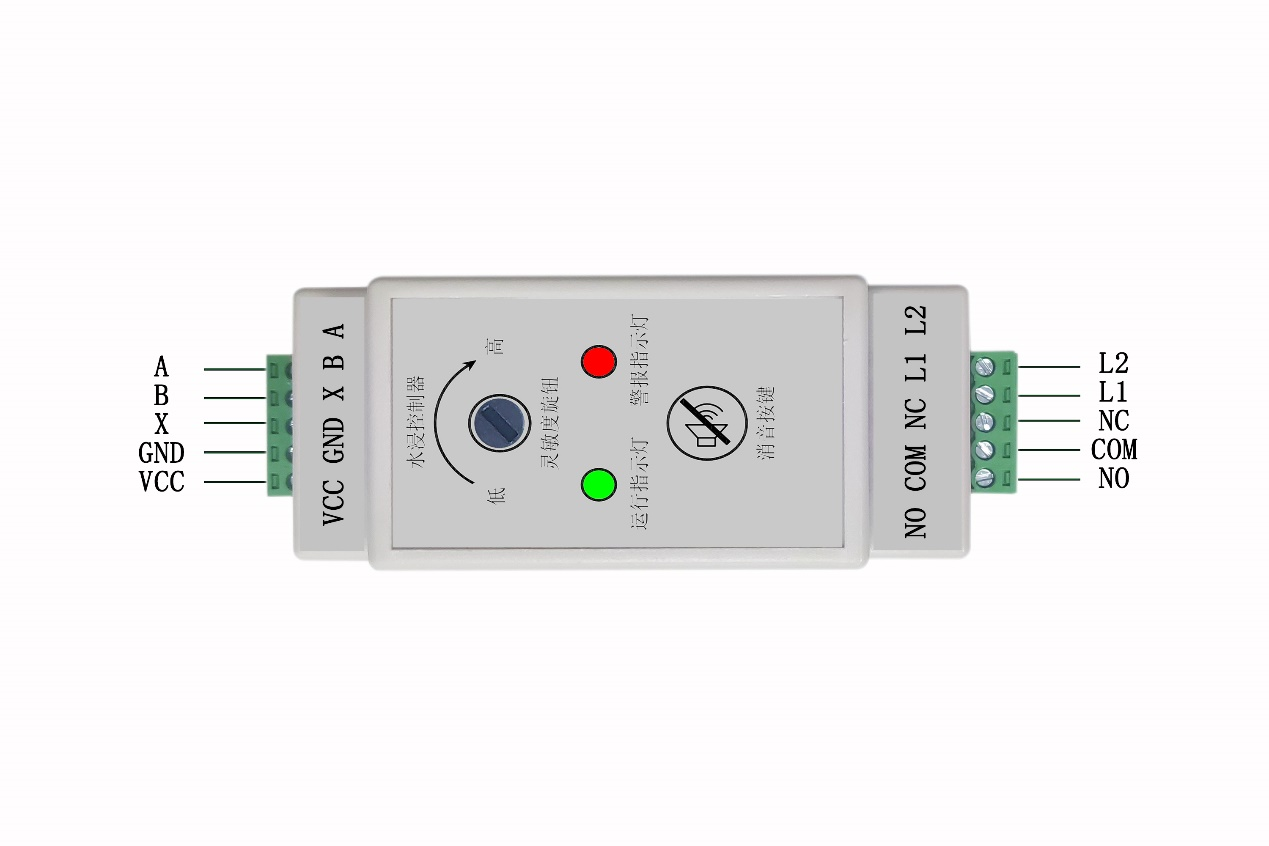 A
B
X
GND
VCC
VCC GND X B A
水浸控制器
低
高
灵敏度旋钮
警报指示灯
运行指示灯
消音按键
NO COM NC L1 L2
L2
L1
NC
COM
NO